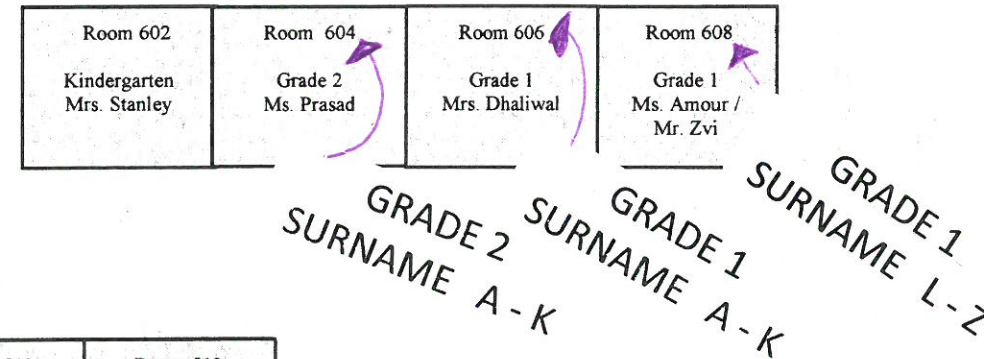 Room 602
Kindergarten
Mrs. Stanley
Room 604
Grade 2
Ms. Prasad
Room 606
Grade 1
Mrs. Dhaliwal
Room 608
Grade 1
Ms. Amour /
Mr. Zvi
GRADE 2
SURNAME A - K
GRADE 1
SURNAME A - K
GRADE 1
SURNAME L - Z